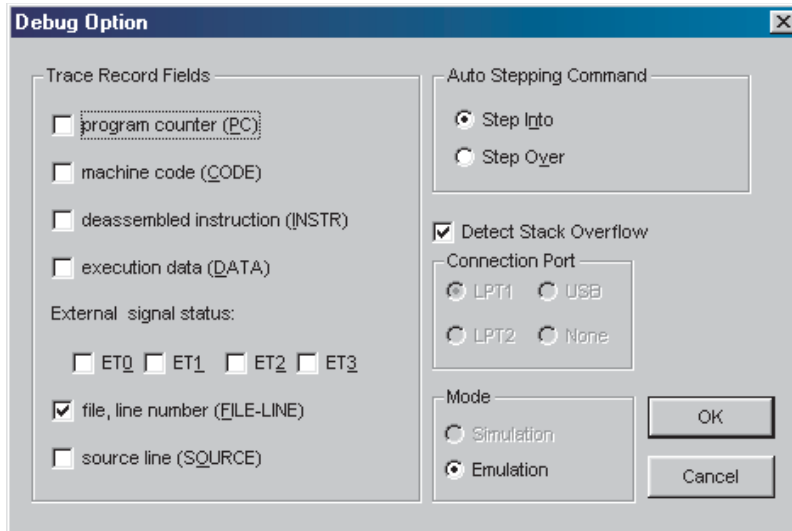 Debug Option
Trace Record Fields
program counter (PC)
machine code (CODE)
deassembled instruction (INSTR)
execution data (DATA)
External signal status:
ET0 ET1 ET2 ET3
file, line number (FILE-LINE)
source line (SOURCE)
Auto Stepping Command
Step Into
Step Over
Detect Stack Overflow
Connection Port
LPT1 USB
LPT2 None
Mode
Simulation
Emulation
OK
Cancel